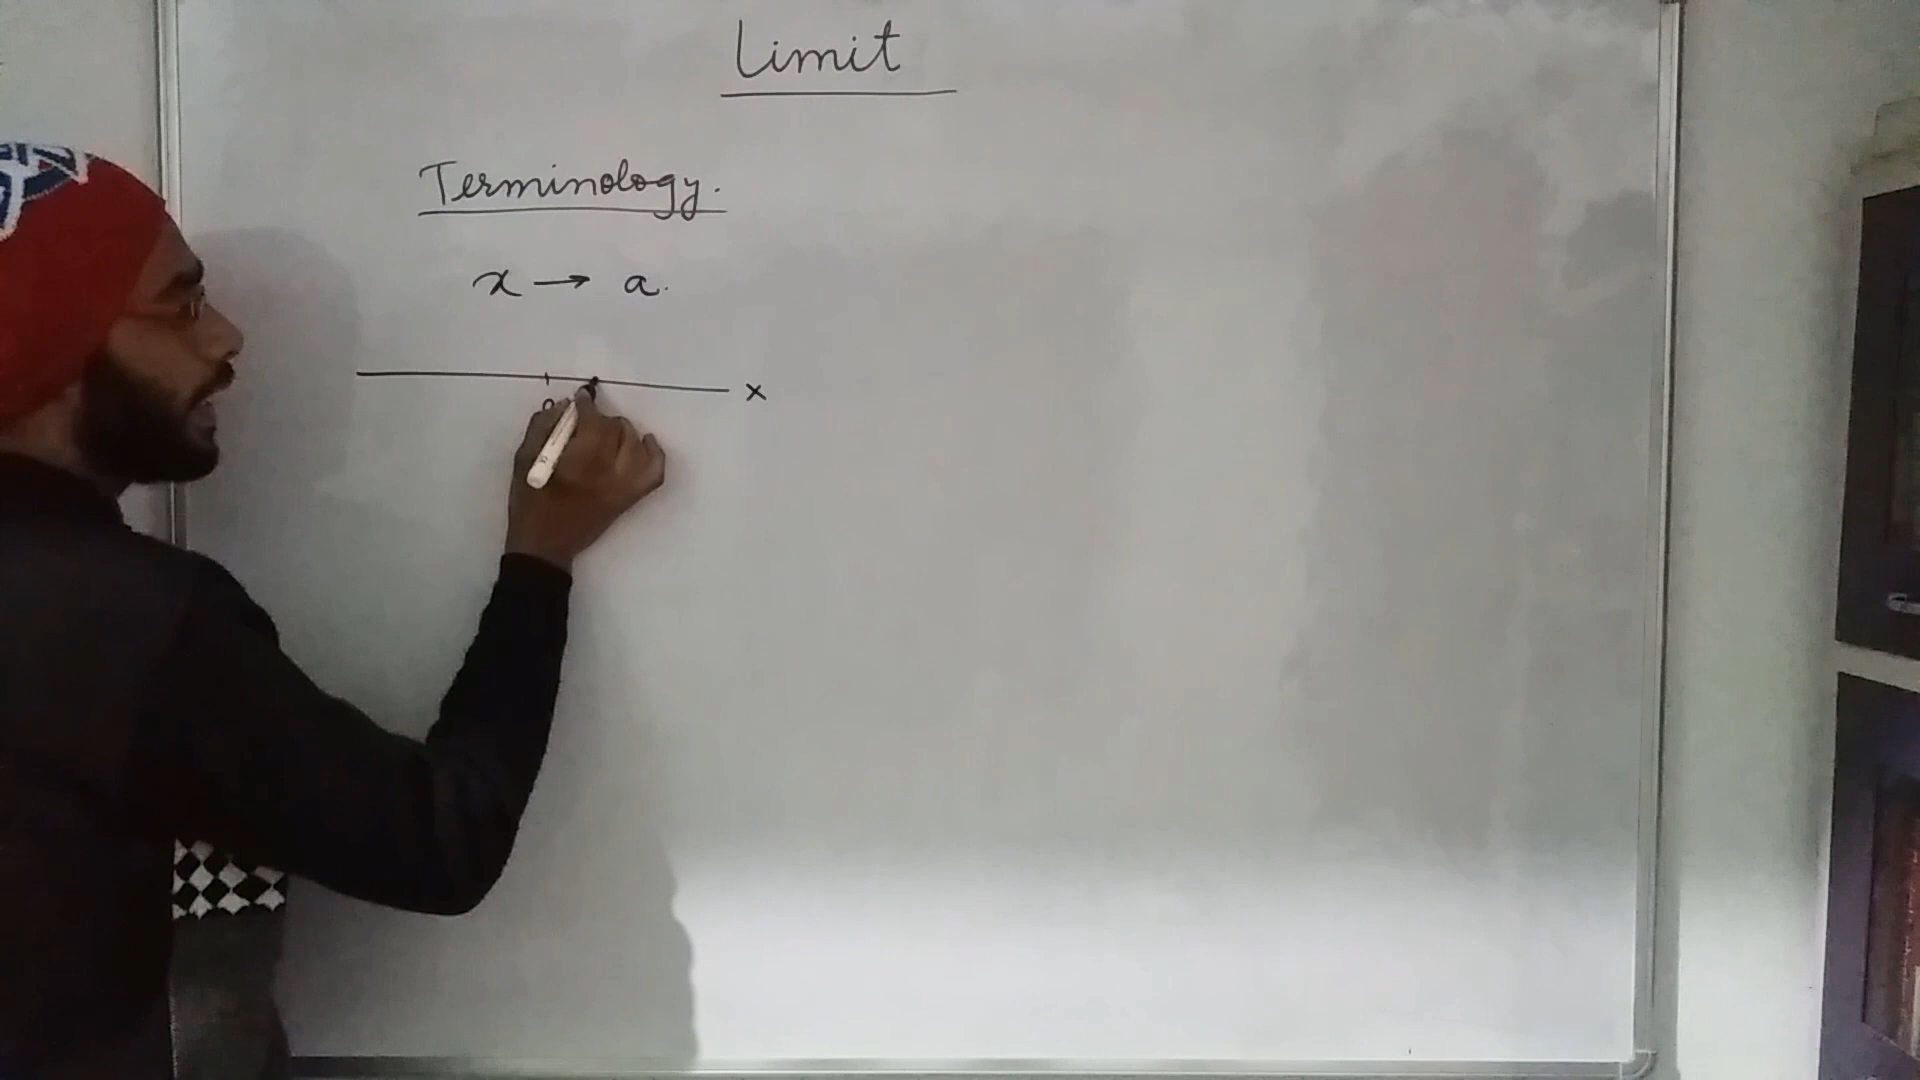 Limit
Terminology.
x → a.
x